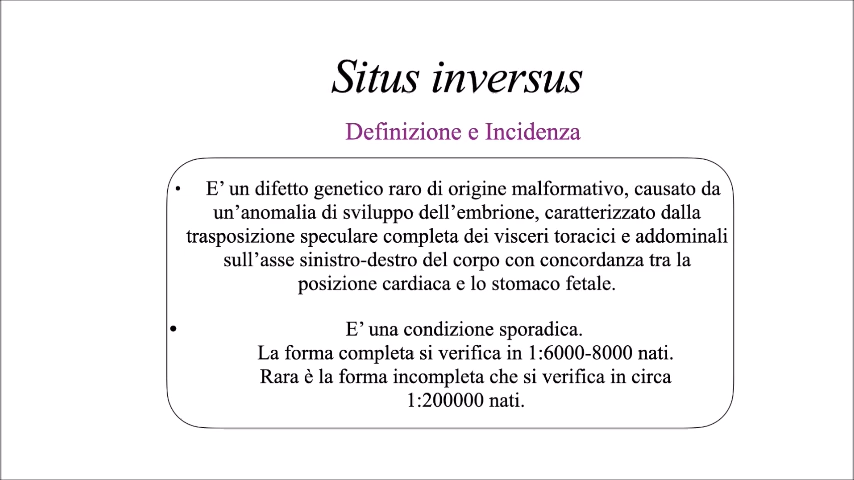 Situs inversus
Definizione e Incidenza
• E’ un difetto genetico raro di origine malformativo, causato da
un’anomalia di sviluppo dell’embrione, caratterizzato dalla
trasposizione speculare completa dei visceri toracici e addominali
sull’asse sinistro-destro del corpo con concordanza tra la
posizione cardiaca e lo stomaco fetale.
• E’ una condizione sporadica.
La forma completa si verifica in 1:6000-8000 nati.
Rara è la forma incompleta che si verifica in circa
1:200000 nati.